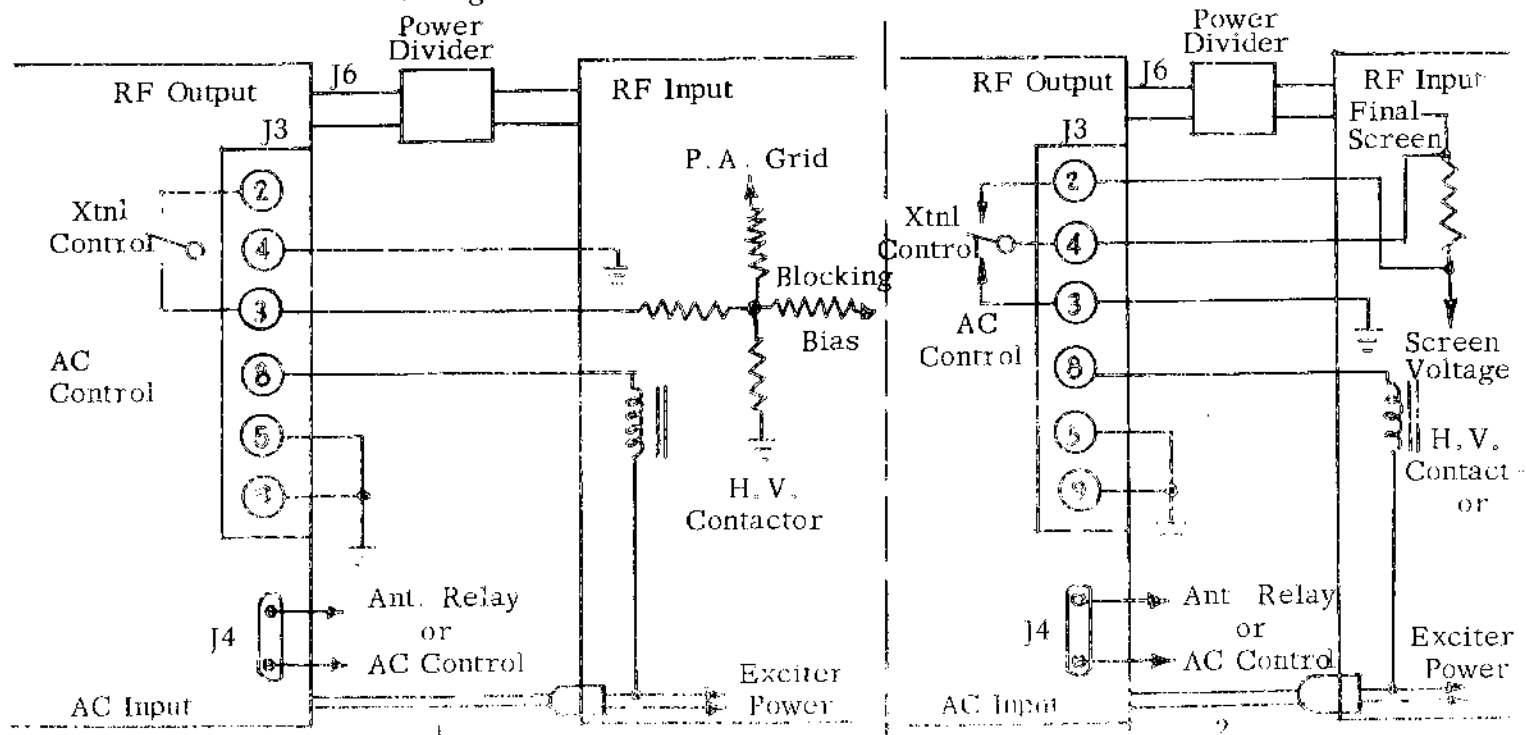 Power
Divider
J6
RF Output
RF Input
J3
2
Xtnl
Control
4
P.A. Grid
3
Blocking
Bias
AC
Control
8
5
H.V.
Contactor
J4
Ant. Relay
or
AC Control
Exciter
Power
AC Input
1
Power
Divider
J6
RF Output
RF Input
J3
Final
Screen
2
Xtnl
Control
4
3
AC
Control
8
Screen
Voltage
9
H.V.
Contact-
or
J4
Ant Relay
or
AC Control
Exciter
Power
AC Input
2